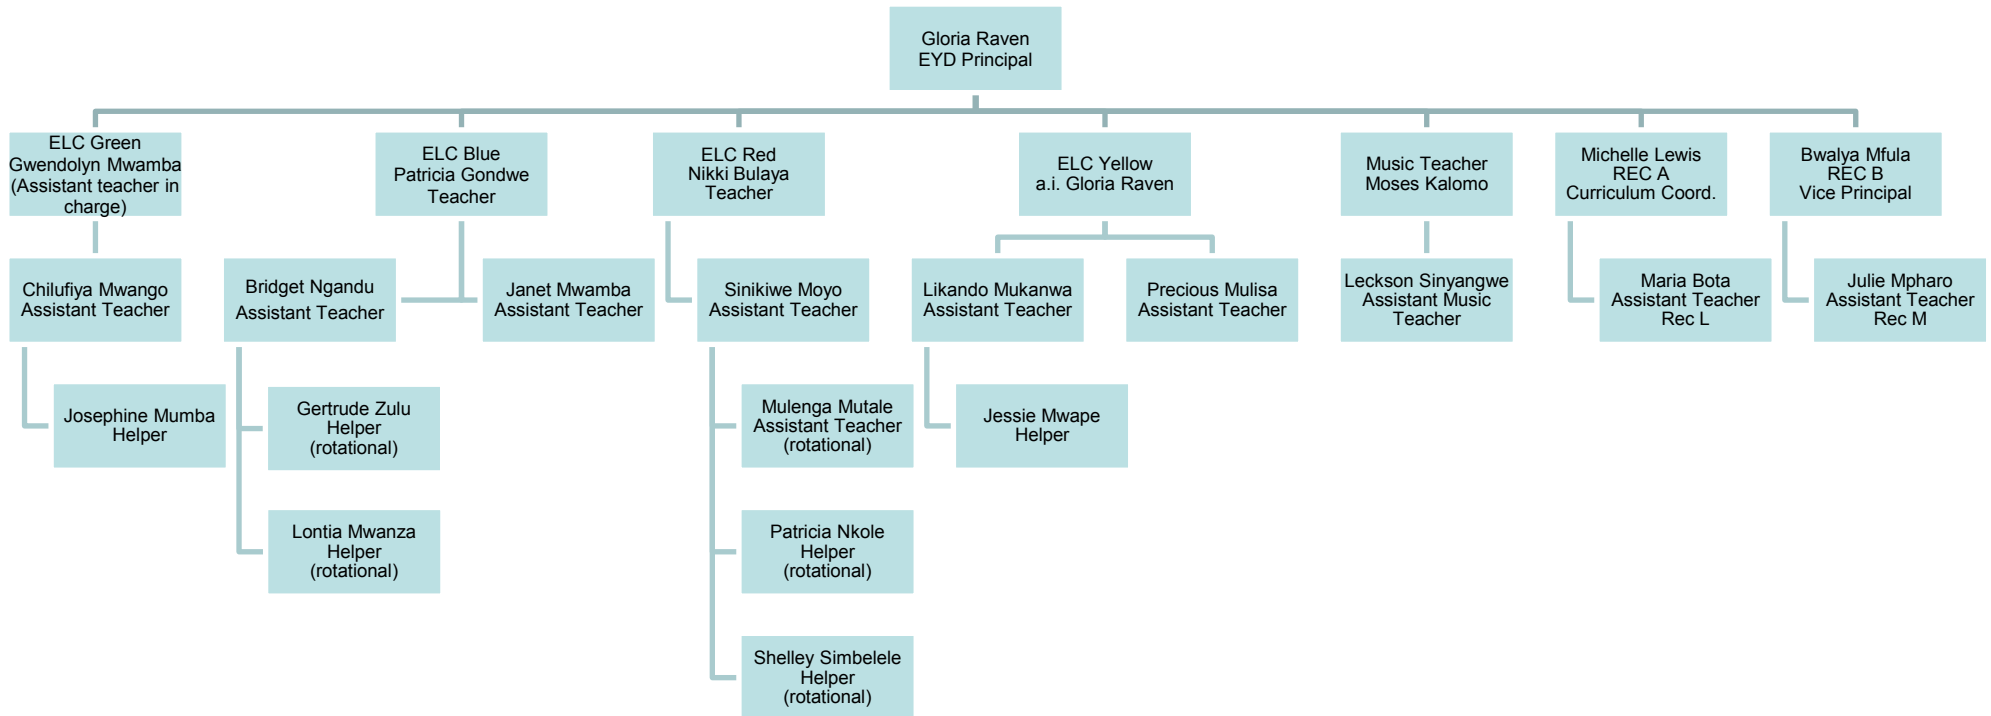 Gloria Raven
EYD Principal
ELC Green
Gwendolyn Mwamba
(Assistant teacher in
charge)
ELC Blue
Patricia Gondwe
Teacher
ELC Red
Nikki Bulaya
Teacher
ELC Yellow
a.i. Gloria Raven
Music Teacher
Moses Kalomo
Michelle Lewis
REC A
Curriculum Coord.
Bwalya Mfula
REC B
Vice Principal
Chilufiya Mwango
Assistant Teacher
Bridget Ngandu
Assistant Teacher
Janet Mwamba
Assistant Teacher
Sinikiwe Moyo
Assistant Teacher
Likando Mukanwa
Assistant Teacher
Precious Mulisa
Assistant Teacher
Leckson Sinyangwe
Assistant Music
Teacher
Maria Bota
Assistant Teacher
Rec L
Julie Mpharo
Assistant Teacher
Rec M
Josephine Mumba
Helper
Gertrude Zulu
Helper
(rotational)
Mulenga Mutale
Assistant Teacher
(rotational)
Jessie Mwape
Helper
Lontia Mwanza
Helper
(rotational)
Patricia Nkole
Helper
(rotational)
Shelley Simbelele
Helper
(rotational)